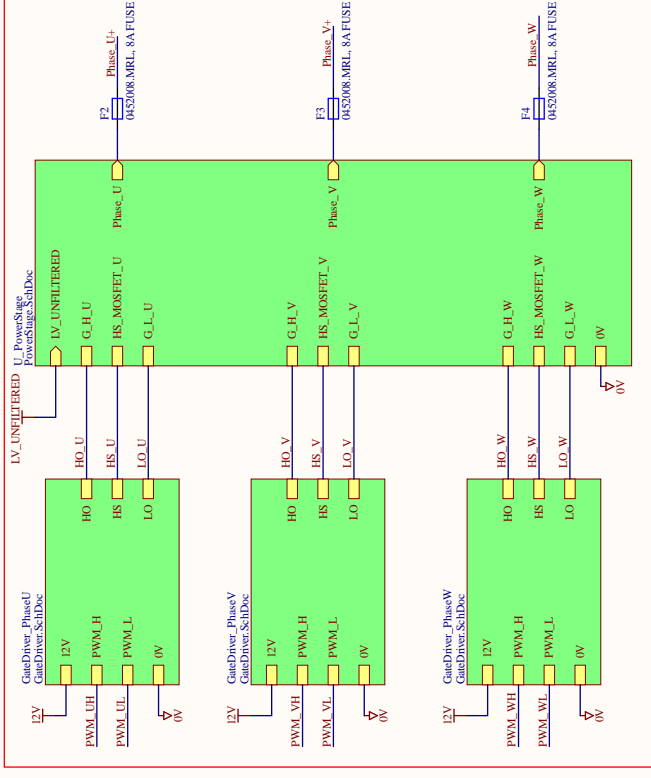 GateDriver_PhaseU
GateDriver.SchDoc
12V
12V
PWM_UH
PWM_H
PWM_UL
PWM_L
0V
0V
HO
HS
LO
HO_U
HS_U
LO_U
GateDriver_PhaseV
GateDriver.SchDoc
12V
12V
PWM_VH
PWM_H
PWM_VL
PWM_L
0V
0V
HO
HS
LO
HO_V
HS_V
LO_V
GateDriver_PhaseW
GateDriver.SchDoc
12V
12V
PWM_WH
PWM_H
PWM_WL
PWM_L
0V
0V
HO
HS
LO
HO_W
HS_W
LO_W
LV_UNFILTERED
U_PowerStage
PowerStage.SchDoc
LV_UNFILTERED
G_H_U
HS_MOSFET_U
G_L_U
G_H_V
HS_MOSFET_V
G_L_V
G_H_W
HS_MOSFET_W
G_L_W
0V
0V
Phase_U
Phase_V
Phase_W
F2
Phase_U+
0452008.MRL, 8A FUSE
F3
Phase_V+
0452008.MRL, 8A FUSE
F4
Phase_W
0452008.MRL, 8A FUSE